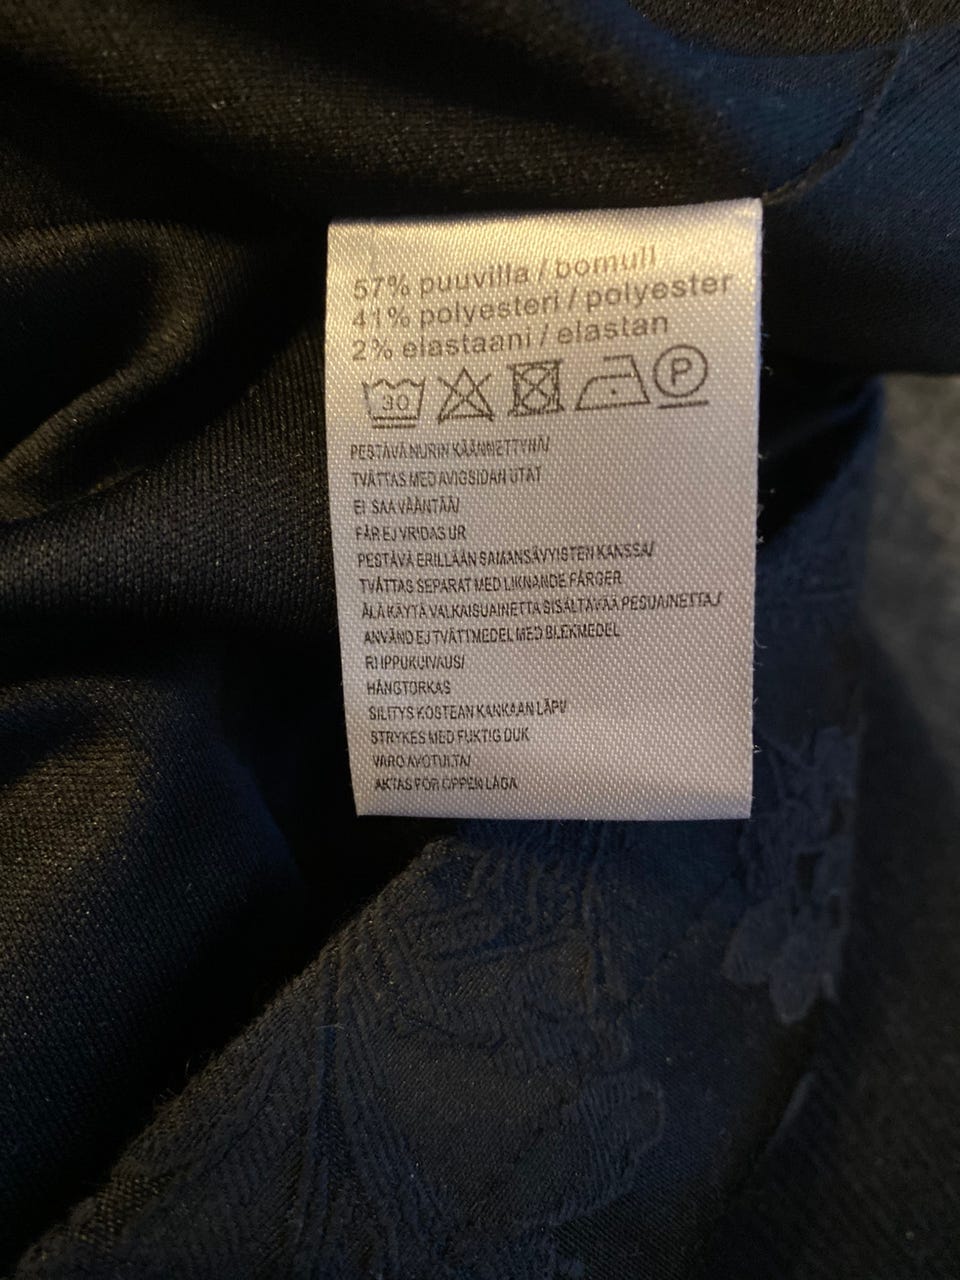 57% puuvilla / bomull
41% polyesteri / polyester
2% elastaani / elastan
30 P
PESTÄVÄ NURIN KÄÄNNETTYNÄ/
TVÄTTAS MED AVIGSIDAN UTÅT
EI SAA VÄÄNTÄÄ/
FÅR EJ VRIDAS UR
PESTÄVÄ ERILLÄÄN SAMANSÄVYISTEN KANSSA/
TVÄTTAS SEPARAT MED LIKNANDE FÄRGER
ÄLÄ KÄYTÄ VALKAISUAINETTA SISÄLTÄVÄÄ PESUAINETTA/
ANVÄND EJ TVÄTTMEDEL MED BLEKMEDEL
RIIPPUKUIVAUS/
HÄNGTORKAS
SILITYS KOSTEAN KANKAAN LÄPI/
STRYKES MED FUKTIG DUK
VARO AVOTULTA/
AKTAS FÖR ÖPPEN LÅGA